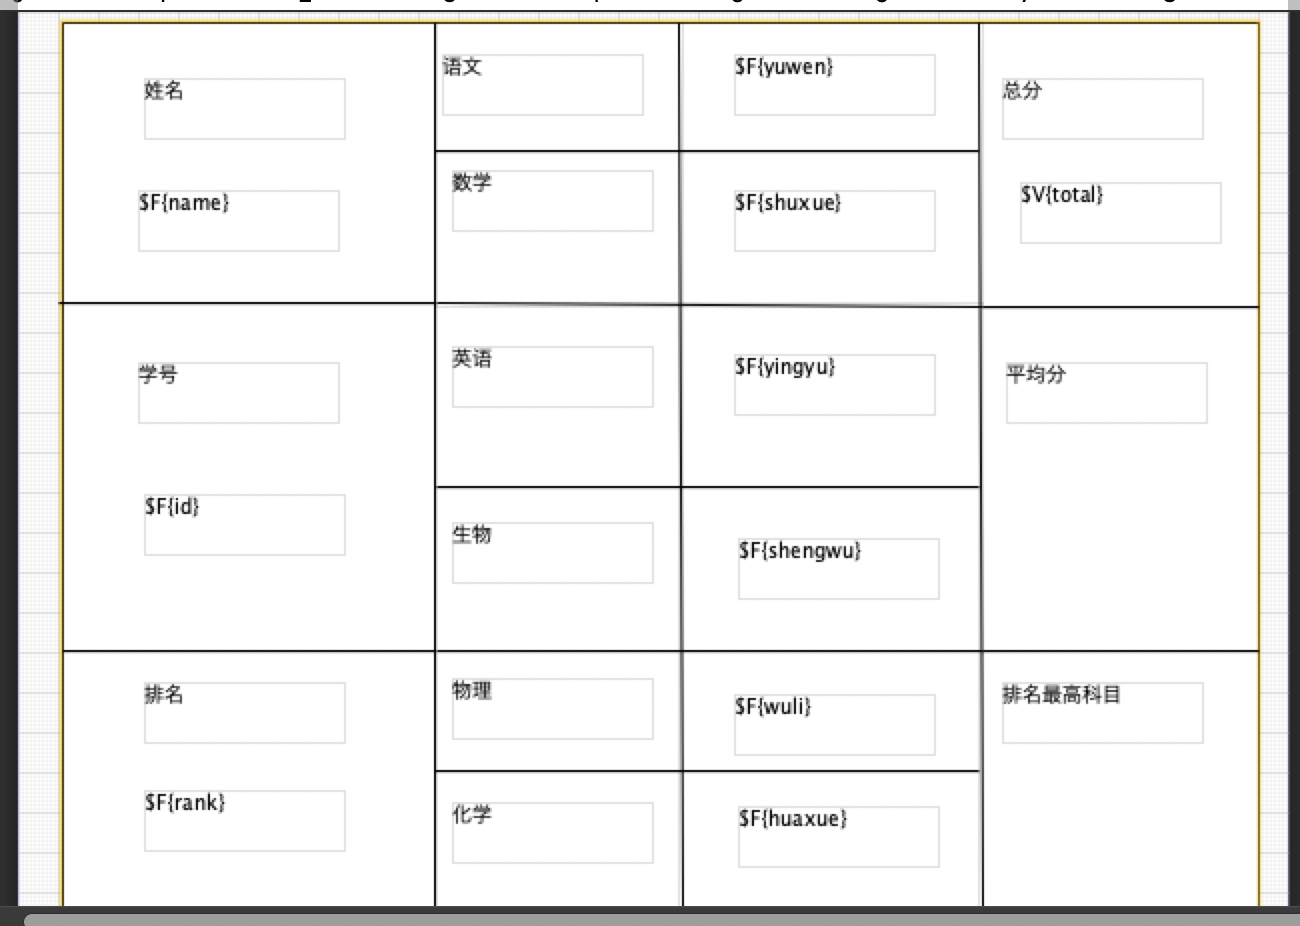 姓名
$F{name}
语文
$F{yuwen}
数学
$F{shuxue}
总分
$V{total}
学号
$F{id}
英语
$F{yingyu}
生物
$F{shengwu}
平均分
排名
$F{rank}
物理
$F{wuli}
化学
$F{huaxue}
排名最高科目